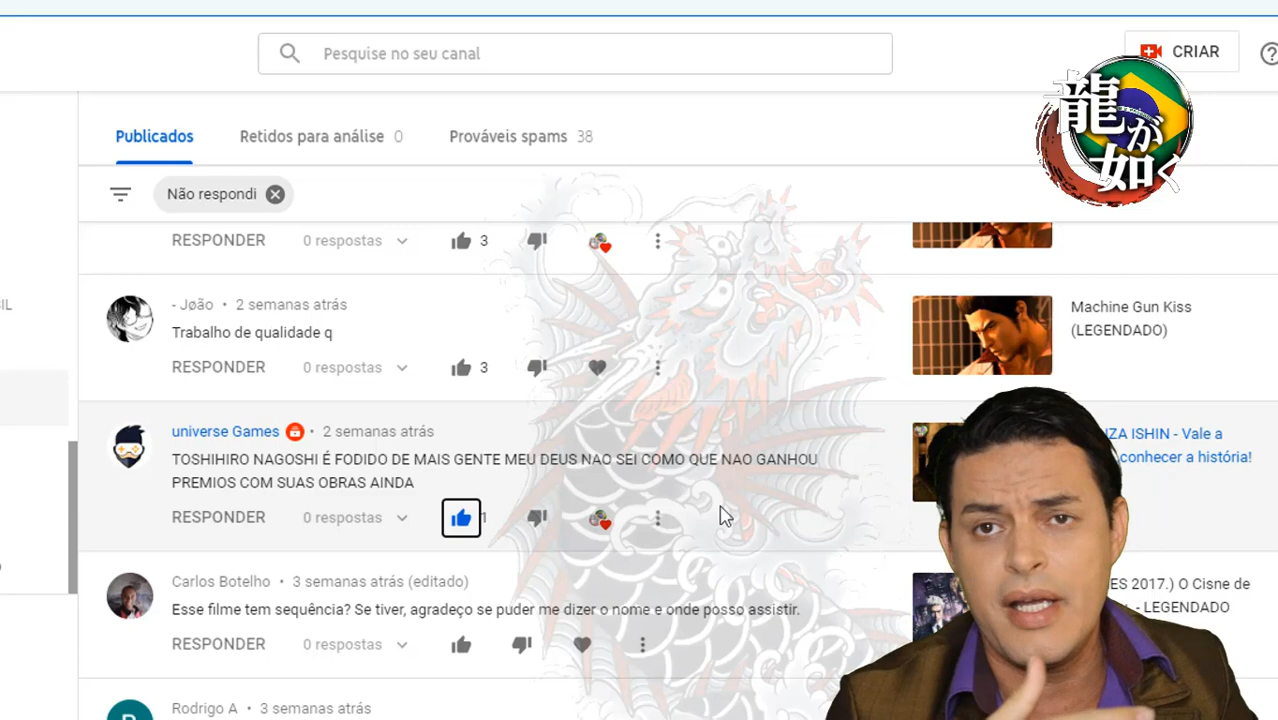 Pesquise no seu canal
CRIAR
龍が
如く
Publicados
Retidos para análise 0
Prováveis spams 38
Não respondi
RESPONDER 0 respostas 3
IL
- Jøão • 2 semanas atrás
Trabalho de qualidade q
RESPONDER 0 respostas 3
Machine Gun Kiss
(LEGENDADO)
universe Games • 2 semanas atrás
TOSHIHIRO NAGOSHI É FODIDO DE MAIS GENTE MEU DEUS NAO SEI COMO QUE NAO GANHOU
PREMIOS COM SUAS OBRAS AINDA
RESPONDER 0 respostas 1
ZA ISHIN - Vale a
conhecer a história!
Carlos Botelho • 3 semanas atrás (editado)
Esse filme tem sequência? Se tiver, agradeço se puder me dizer o nome e onde posso assistir.
RESPONDER 0 respostas
ES 2017.) O Cisne de
- LEGENDADO
Rodrigo A • 3 semanas atrás